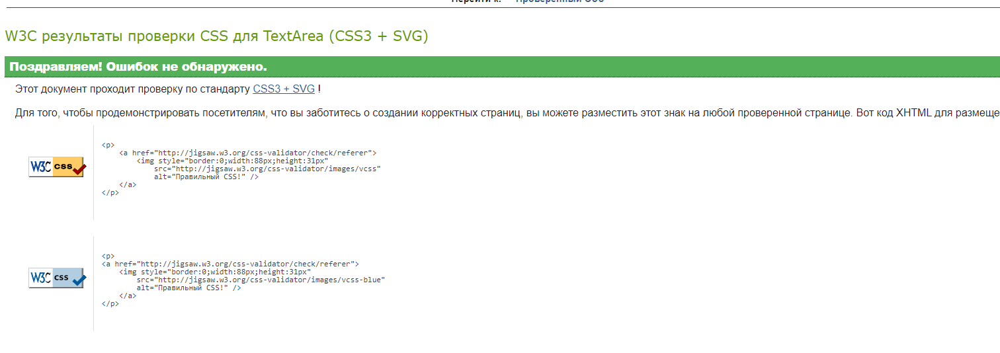 Перейти к: Проверенный CSS
W3C результаты проверки CSS для TextArea (CSS3 + SVG)
Поздравляем! Ошибок не обнаружено.
Этот документ проходит проверку по стандарту CSS3 + SVG !
Для того, чтобы продемонстрировать посетителям, что вы заботитесь о создании корректных страниц, вы можете разместить этот знак на любой проверенной странице. Вот код XHTML для размеще
W3C css
<p>
<a href="http://jigsaw.w3.org/css-validator/check/referer">
<img style="border:0;width:88px;height:31px"
src="http://jigsaw.w3.org/css-validator/images/vcss"
alt="Правильный CSS!" />
</a>
</p>
W3C css
<p>
<a href="http://jigsaw.w3.org/css-validator/check/referer">
<img style="border:0;width:88px;height:31px"
src="http://jigsaw.w3.org/css-validator/images/vcss-blue"
alt="Правильный CSS!" />
</a>
</p>